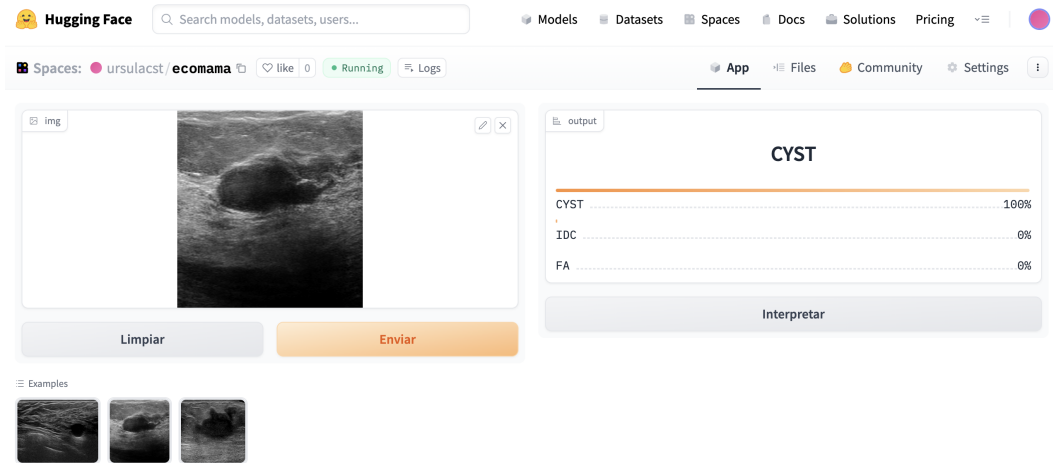 Hugging Face
Search models, datasets, users...
Models
Datasets
Spaces
Docs
Solutions
Pricing
Spaces:
ursulacst/ecomama
like
0
Running
Logs
App
Files
Community
Settings
img
Limpiar
Enviar
output
CYST
CYST 100%
IDC 0%
FA 0%
Interpretar
Examples